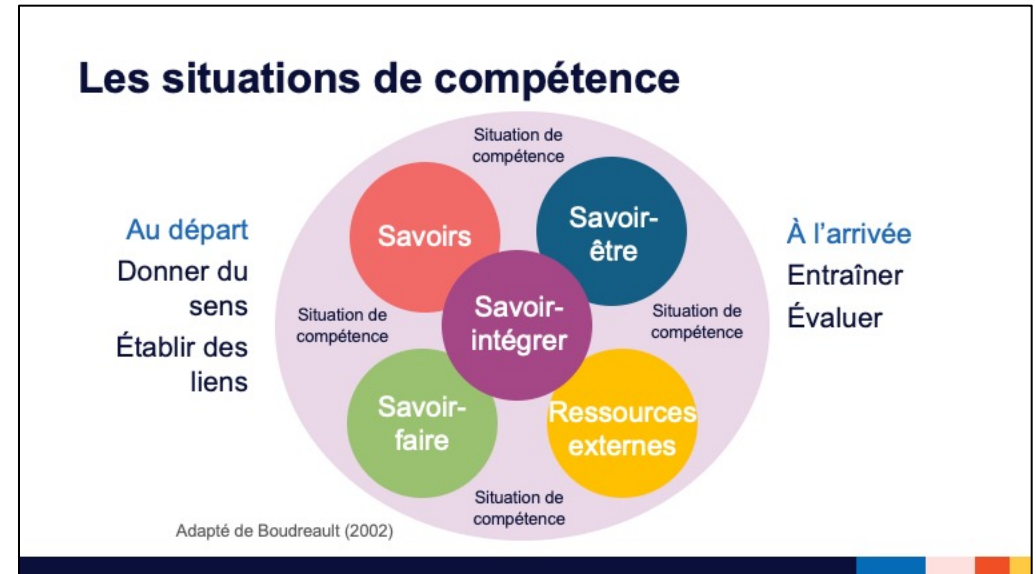 Les situations de compétence
Au départ
Donner du
sens
Établir des
liens
Situation de
compétence
Savoirs
Savoir-
être
Situation de
compétence
Savoir-
intégrer
Situation de
compétence
Savoir-
faire
Ressources
externes
Situation de
compétence
À l'arrivée
Entraîner
Évaluer
Adapté de Boudreault (2002)